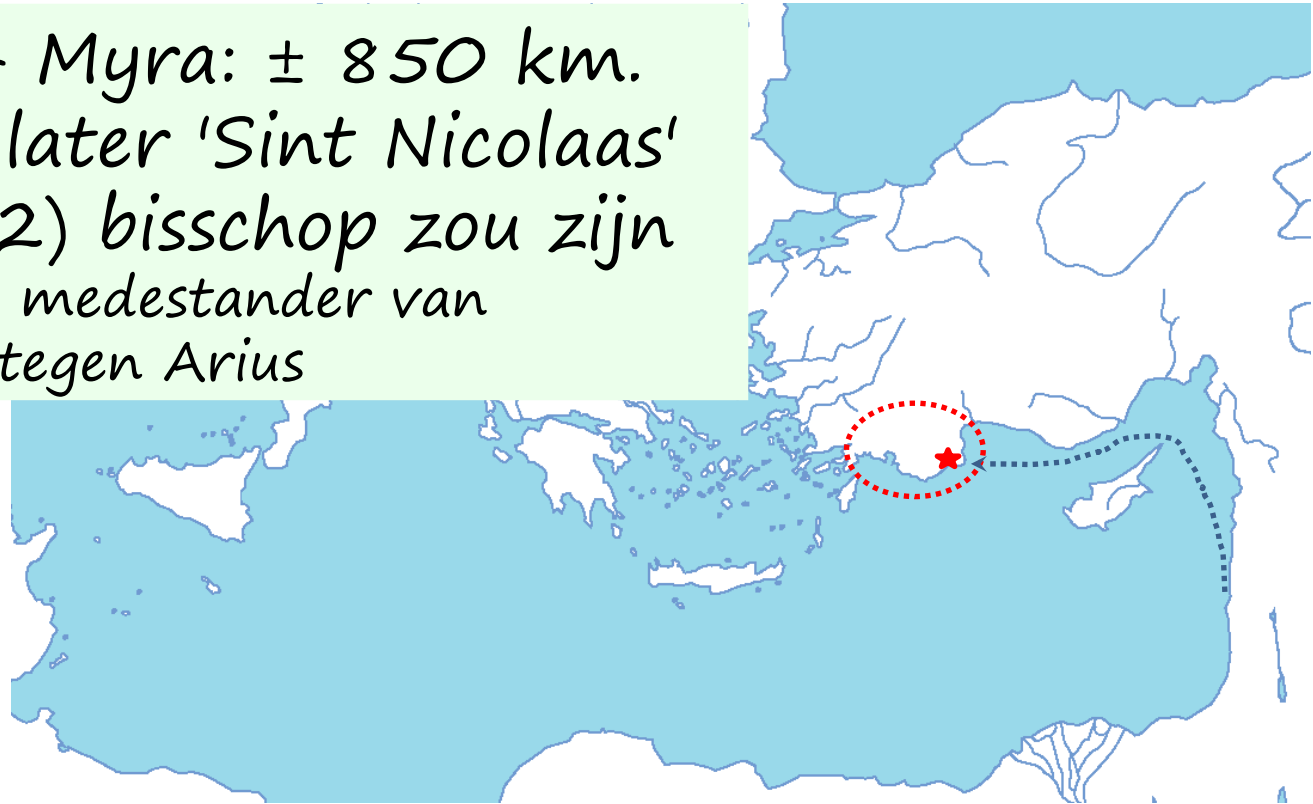 - Myra: ± 850 km.
later 'Sint Nicolaas'
2) bisschop zou zijn
medestander van
tegen Arius